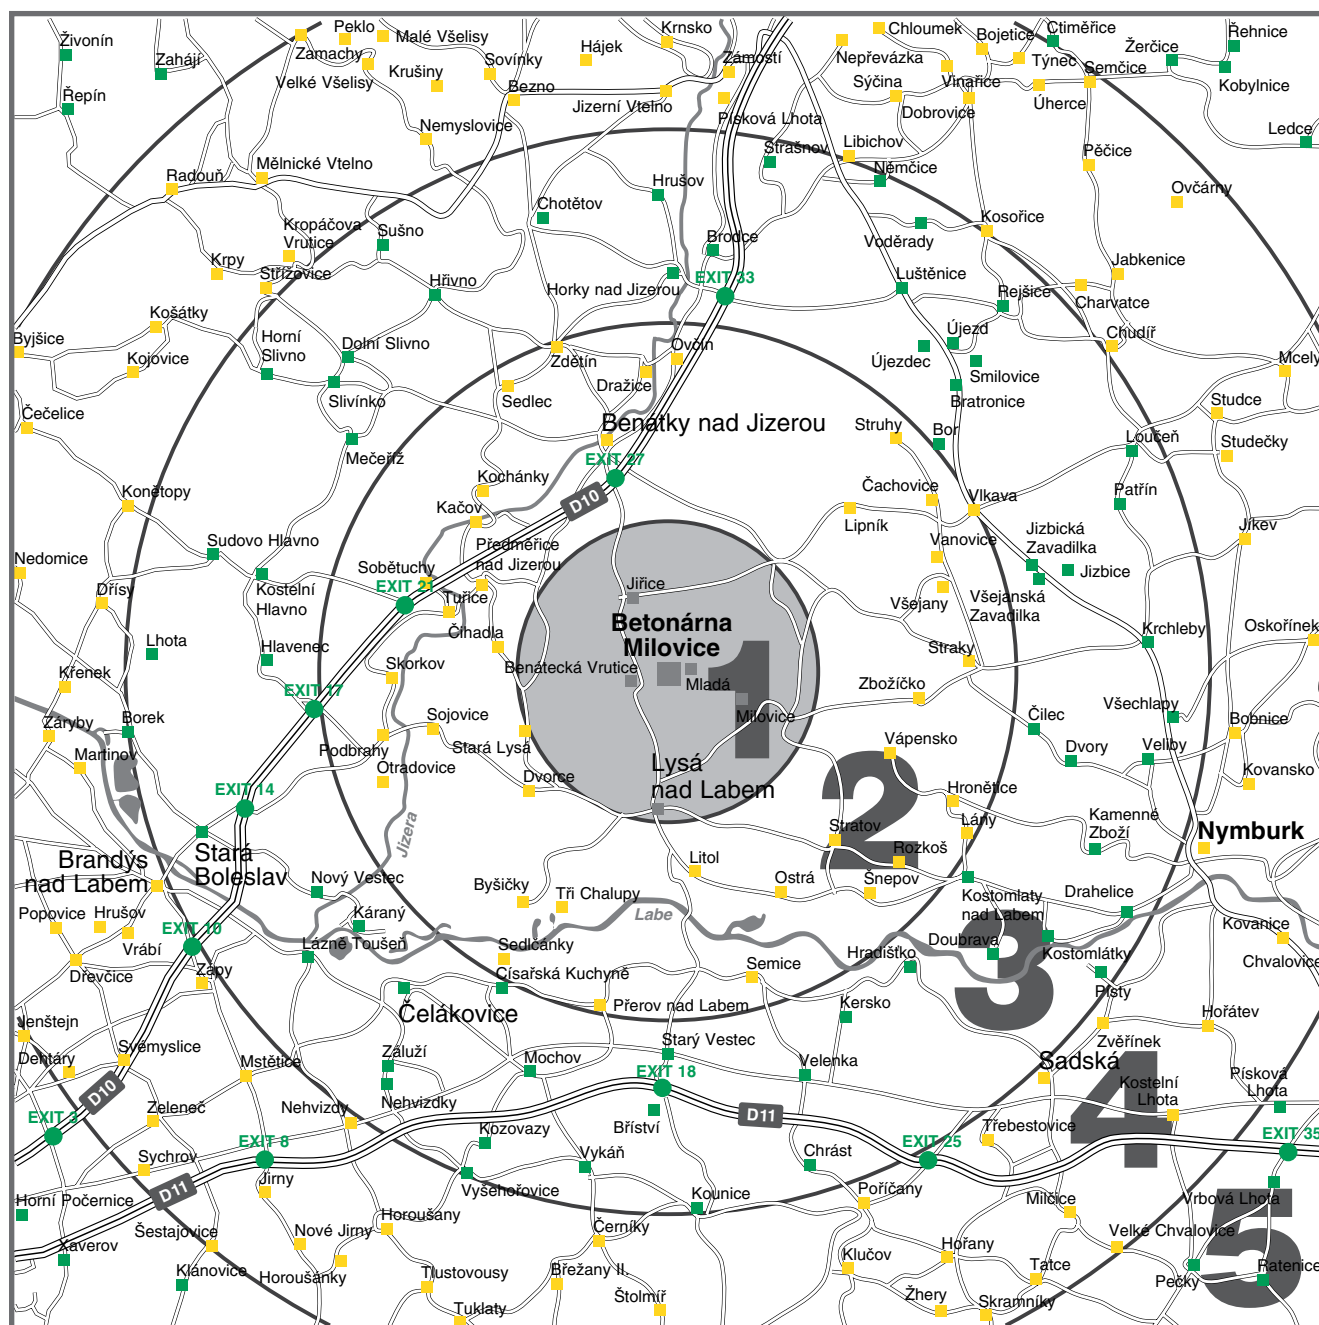 Živonín
Zahájí
Řepín
Peklo
Zamachy
Malé Všelisy
Velké Všelisy
Krušiny
Sovínky
Hájek
Krnsko
Bezno
Jizerní Vtelno
Zámostí
Písková Lhota
Nepřevázka
Chloumek
Sýčina
Dobrovice
Vinařice
Bojetice
Týnec
Ctiměřice
Úherce
Semčice
Žerčice
Řehnice
Kobylnice
Ledce
Nemyslovice
Mělnické Vtelno
Radouň
Libichov
Strašnov
Němčice
Pěčice
Ovčárny
Hrušov
Chotětov
Kropáčova
Vrutice
Sušno
Krpy
Střížovice
Brodce
Voděrady
Kosořice
EXIT 33
Horky nad Jizerou
Hřivno
Luštěnice
Rejšice
Jabkenice
Charvatce
Košátky
Byjšice
Kojovice
Horní
Slivno
Dolní Slivno
Slivínko
Zdětín
Ovčín
Dražice
Sedlec
Újezd
Újezdec
Smilovice
Bratronice
Chudíř
Mcely
Čečelice
Mečeříž
Benátky nad Jizerou
Struhy
Bor
Studce
Loučeň
Studečky
EXIT 27
Kochánky
D10
Kačov
Konětopy
Čachovice
Lipník
Vlkava
Patřín
Jíkev
Sudovo Hlavno
Předměřice
nad Jizerou
Vanovice
Jizbická
Zavadilka
Jizbice
Nedomice
Sobětuchy
EXIT 21
Kostelní
Hlavno
Dřísy
Tuřice
Jiřice
Všejany
Všejanská
Zavadilka
Čihadla
Betonárna
Milovice
Krchleby
Oskořínek
Lhota
Hlavenec
Skorkov
Benátecká Vrutice
Mladá
Milovice
1
Straky
Křenek
EXIT 17
Zbožíčko
Všechlapy
Záryby
Borek
Martinov
Podbrahy
Sojovice
Stará Lysá
Otradovice
Dvorce
Čilec
Dvory
Veliby
Bobnice
Kovansko
Lysá
nad Labem
Vápensko
2
EXIT 14
Hronětice
Stratov
Lány
Kamenné
Zboží
Nymburk
Jizera
Brandýs
nad Labem
Stará
Boleslav
Litol
Rozkoš
Ostrá
Šnepov
Nový Vestec
Byšičky
Tři Chalupy
Kostomlaty
nad Labem
Drahelice
Popovice
Hrušov
Vrábí
Káraný
Labe
EXIT 10
Lázně Toušeň
Sedlčánky
Hradišťko
Doubrava
3
Kostomlátky
Kovanice
Chvalovice
Dřevčice
Zápy
Císařská Kuchyně
Semice
Písty
Čelákovice
Přerov nad Labem
Kersko
Hořátev
Jenštejn
Zvěřínek
Dehtáry
Svémyslice
Mstětice
Záluží
Mochov
Starý Vestec
Velenka
Sadská
4
D10
Nehvizdky
EXIT 18
Kostelní
Lhota
Písková
Lhota
EXIT 3
Zeleneč
Nehvizdy
Bříství
D11
Třebestovice
Kozovazy
EXIT 8
EXIT 25
EXIT 35
Sychrov
Vykáň
Chrást
D11
Jirny
Vyšehořovice
Kounice
Poříčany
Milčice
Vrbová Lhota
Horní Počernice
Šestajovice
Nové Jirny
Horoušany
Černíky
Velké Chvalovice
5
Xaverov
Klánovice
Horoušánky
Tlustovousy
Břežany II.
Klučov
Hořany
Tatce
Pečky
Ratenice
Štolmíř
Tuklaty
Žhery
Skramníky